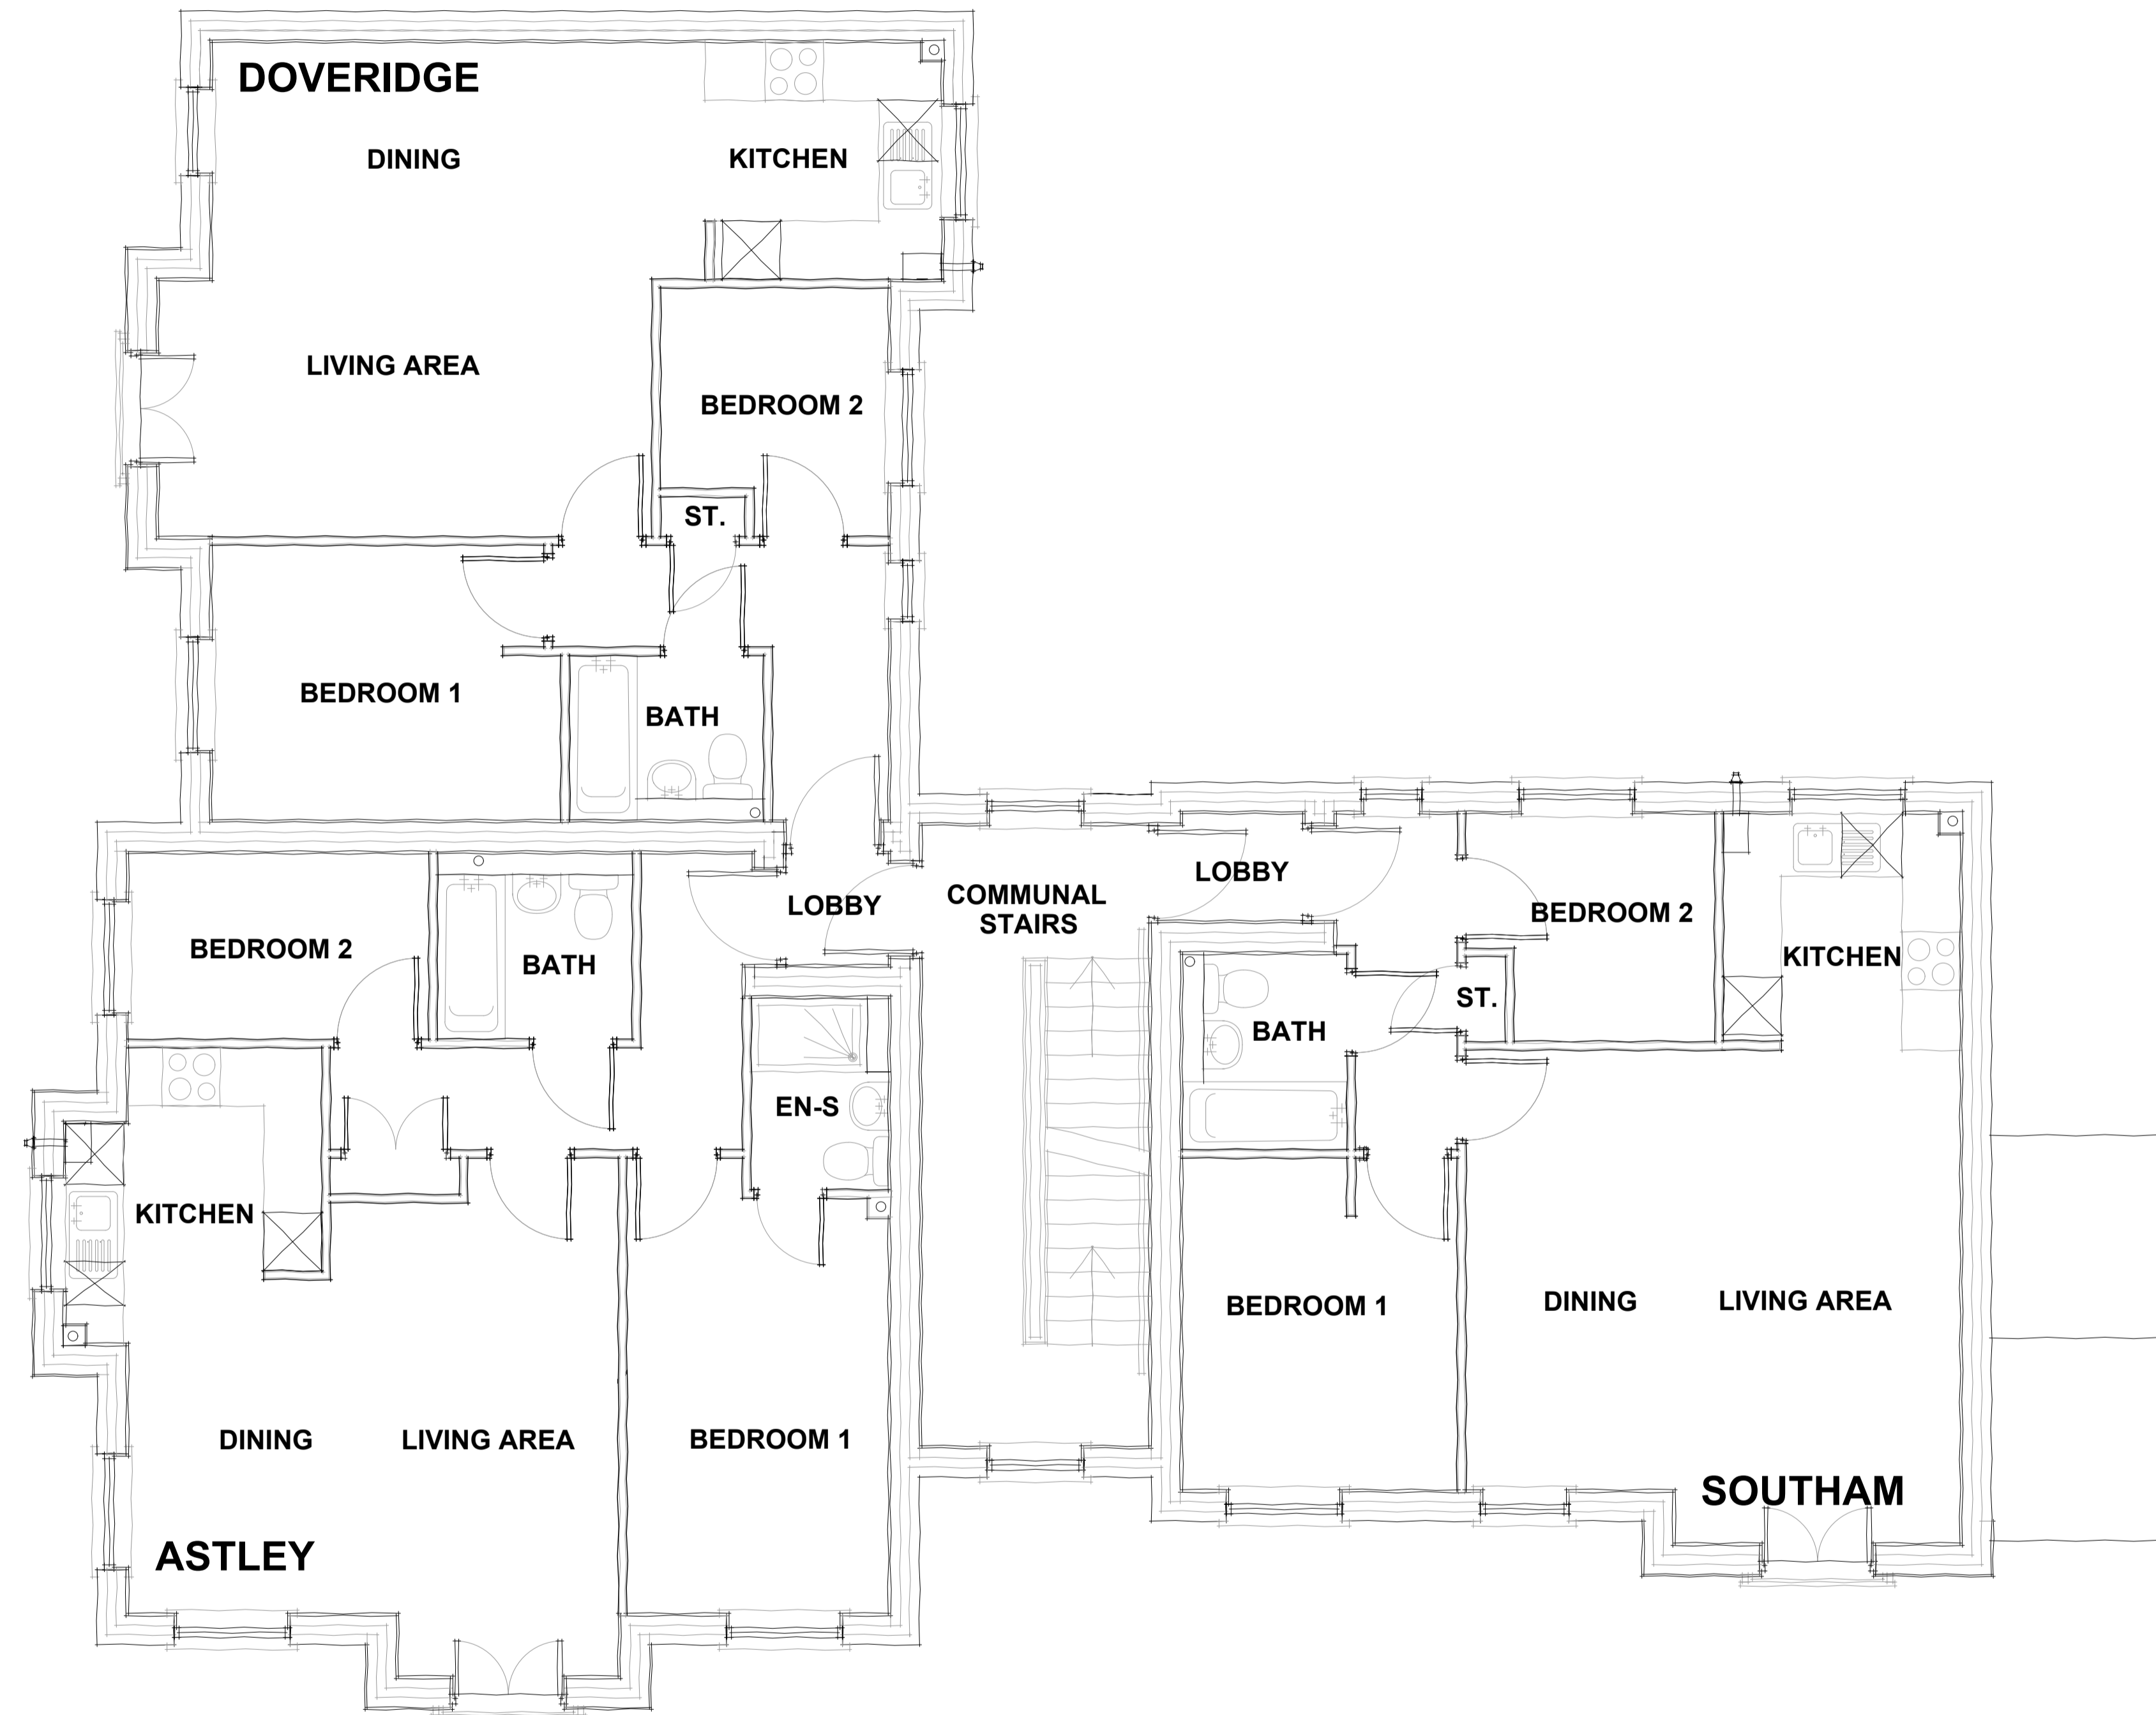 DOVERIDGE
DINING
KITCHEN
LIVING AREA
BEDROOM 2
ST.
BEDROOM 1
BATH
LOBBY
COMMUNAL
STAIRS
LOBBY
BEDROOM 2
KITCHEN
BEDROOM 2
BATH
ST.
BATH
EN-S
KITCHEN
BEDROOM 1
DINING
LIVING AREA
DINING
LIVING AREA
BEDROOM 1
SOUTHAM
ASTLEY